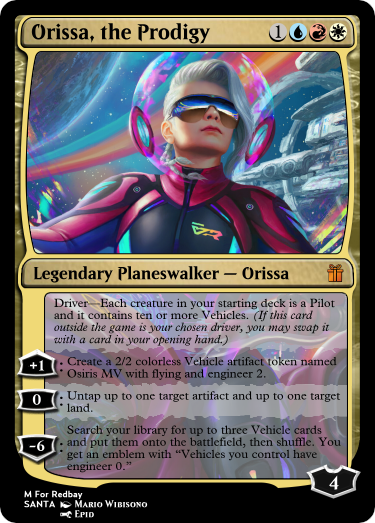 Orissa, the Prodigy 1
Legendary Planeswalker — Orissa
Driver—Each creature in your starting deck is a Pilot
and it contains ten or more Vehicles. (If this card
outside the game is your chosen driver, you may swap it
with a card in your opening hand.)
+1: Create a 2/2 colorless Vehicle artifact token named
Osiris MV with flying and engineer 2.
0: Untap up to one target artifact and up to one target
land.
-6: Search your library for up to three Vehicle cards
and put them onto the battlefield, then shuffle. You
get an emblem with “Vehicles you control have
engineer 0.”
4
M For Redbay
SANTA Mario Wibisono
Epid